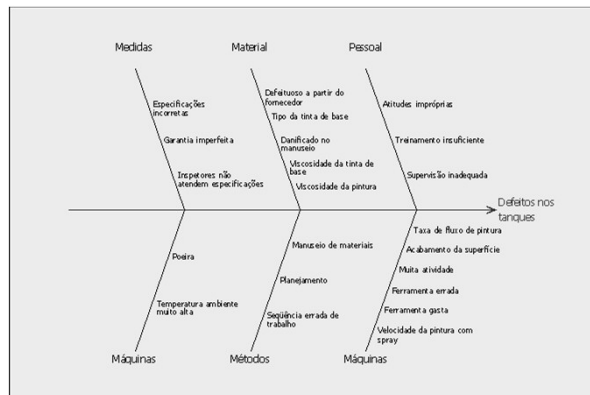 Medidas
Material
Pessoal
Especificações
incorretas
Garantia imperfeita
Inspetores não
atendem especificações
Defeituoso a partir do
fornecedor
Tipo da tinta de base
Danificado no
manuseio
Viscosidade da tinta de
base
Viscosidade da pintura
Atitudes impróprias
Treinamento insuficiente
Supervisão inadequada
Defeitos nos
tanques
Poeira
Temperatura ambiente
muito alta
Manuseio de materiais
Planejamento
Seqüência errada de
trabalho
Taxa de fluxo de pintura
Acabamento da superfície
Muita atividade
Ferramenta errada
Ferramenta gasta
Velocidade da pintura com
spray
Máquinas
Métodos
Máquinas